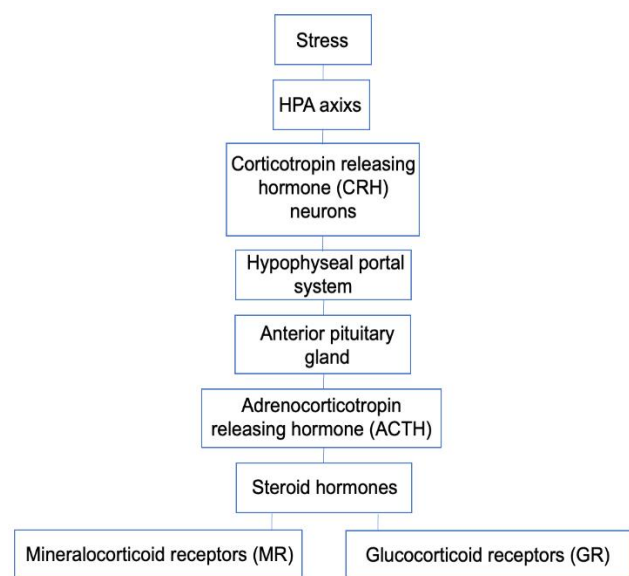 Stress
HPA axixs
Corticotropin releasing
hormone (CRH)
neurons
Hypophyseal portal
system
Anterior pituitary
gland
Adrenocorticotropin
releasing hormone (ACTH)
Steroid hormones
Mineralocorticoid receptors (MR)
Glucocorticoid receptors (GR)